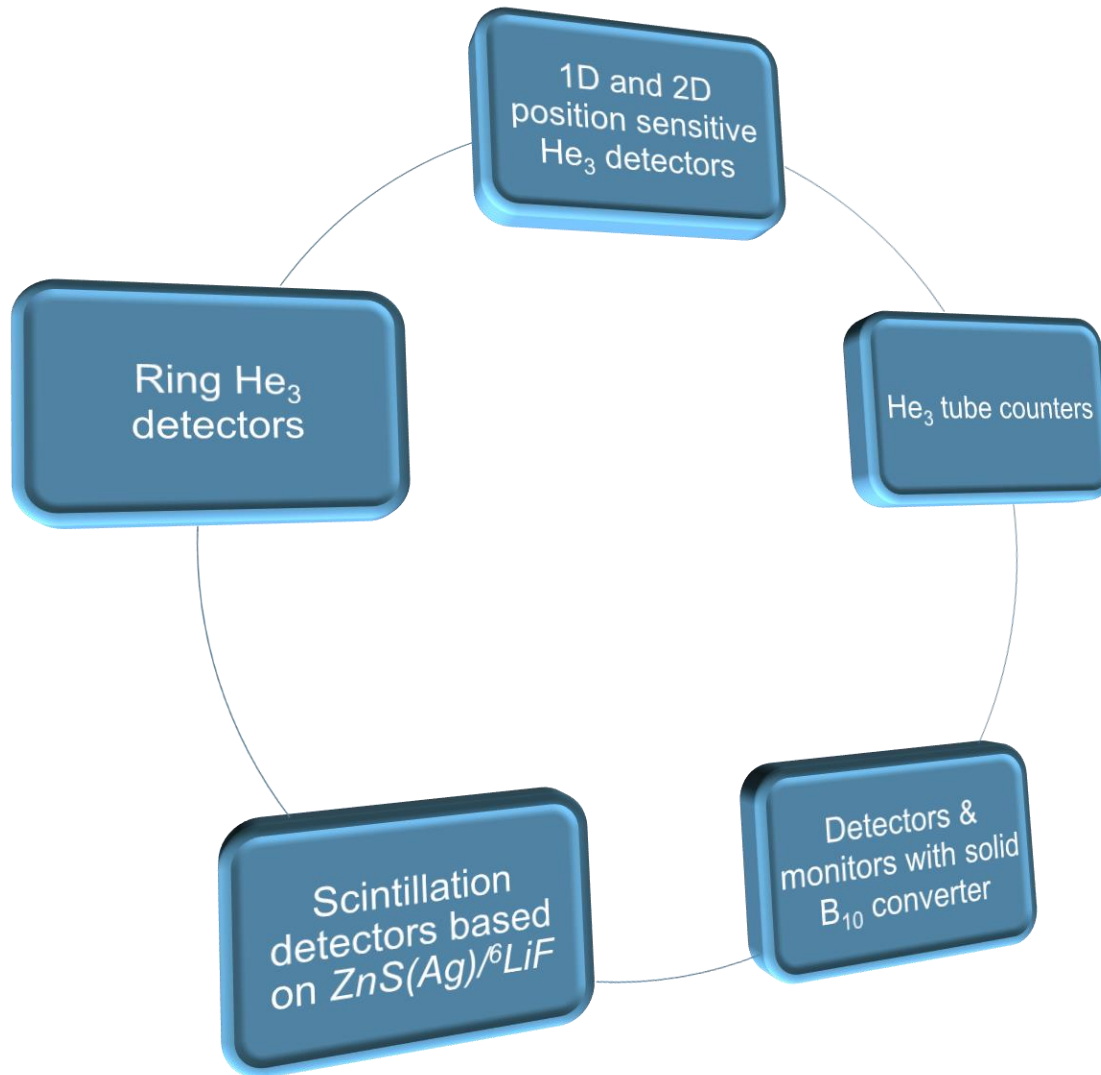 1D and 2D
position sensitive
He₃ detectors
Ring He₃
detectors
He₃ tube counters
Detectors &
monitors with solid
B₁₀ converter
Scintillation
detectors based
on ZnS(Ag)/⁶LiF